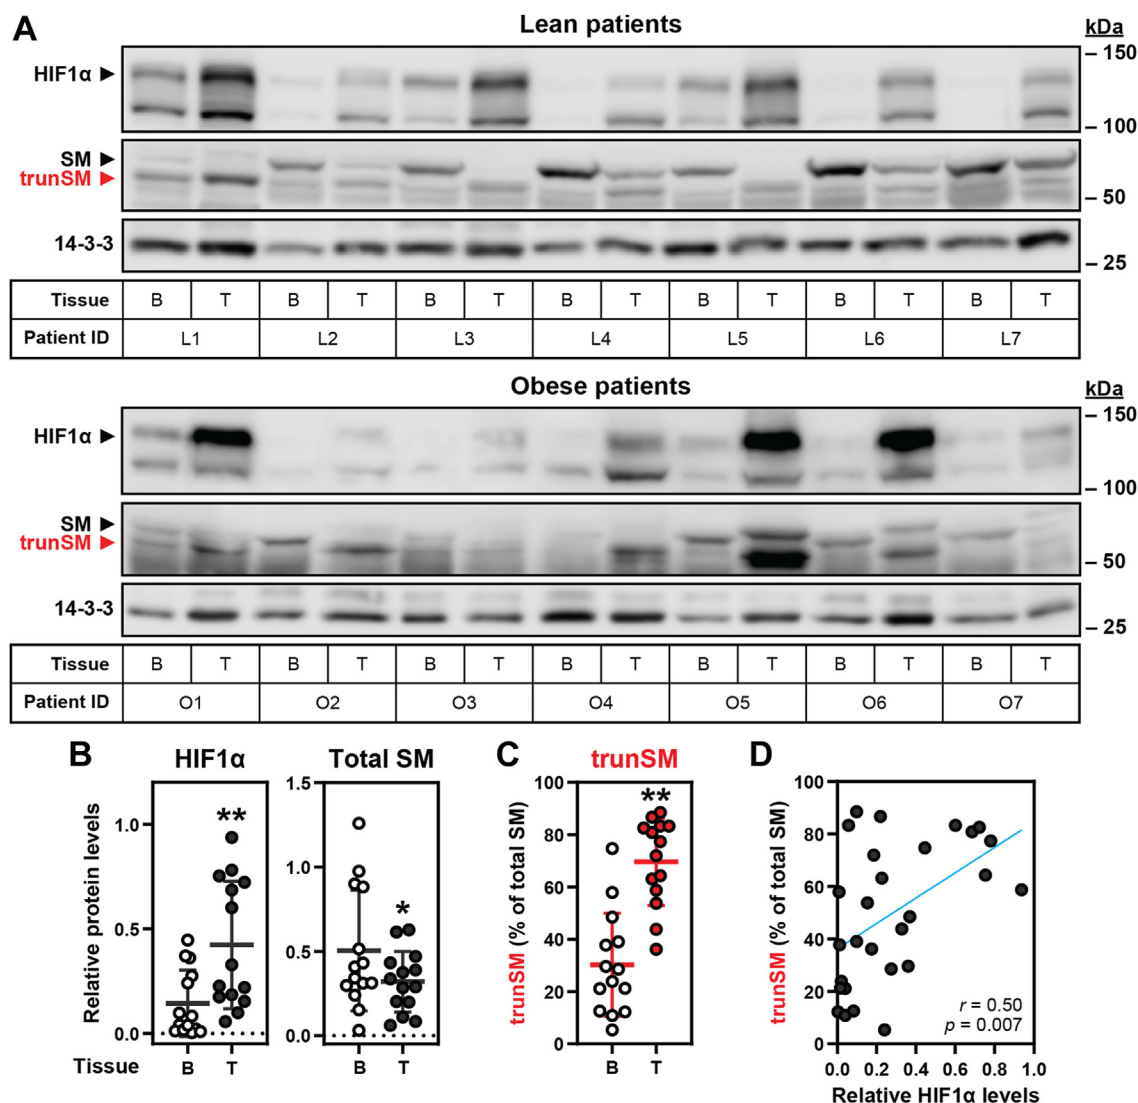 A
Lean patients
kDa
HIF1α
– 150
– 100
SM
trunSM
– 50
14-3-3
– 25
Tissue B T B T B T B T B T B T B T
Patient ID L1 L2 L3 L4 L5 L6 L7
Obese patients
kDa
HIF1α
– 150
– 100
SM
trunSM
– 50
14-3-3
– 25
Tissue B T B T B T B T B T B T B T
Patient ID O1 O2 O3 O4 O5 O6 O7
B
HIF1α
Total SM
Relative protein levels
1.0
0.5
0.0
**
1.5
1.0
0.5
0.0
*
Tissue B T B T
C
trunSM
trunSM (% of total SM)
100
80
60
40
20
0
**
B T
D
trunSM (% of total SM)
100
80
60
40
20
0
r = 0.50
p = 0.007
0.0 0.2 0.4 0.6 0.8 1.0
Relative HIF1α levels